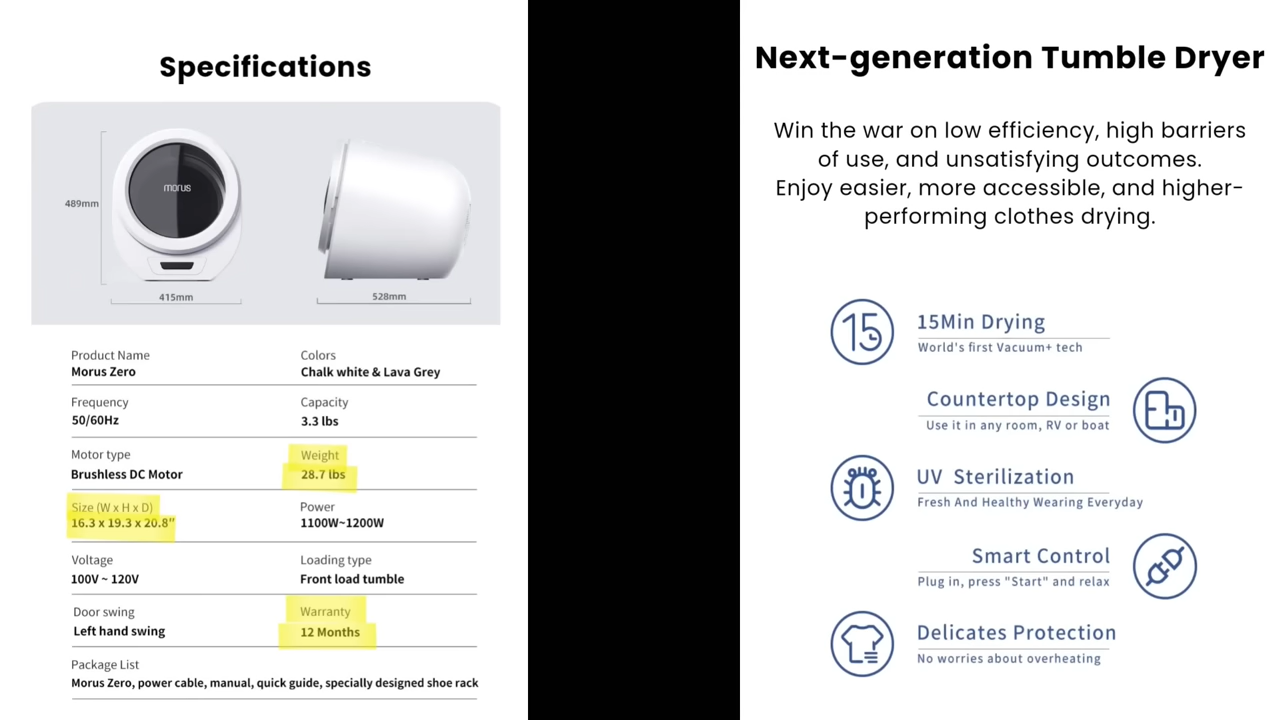 Specifications
morus
489mm
415mm
528mm
Product Name
Morus Zero
Colors
Chalk white & Lava Grey
Frequency
50/60Hz
Capacity
3.3 lbs
Motor type
Brushless DC Motor
Weight
28.7 lbs
Size (W x H x D)
16.3 x 19.3 x 20.8"
Power
1100W~1200W
Voltage
100V ~ 120V
Loading type
Front load tumble
Door swing
Left hand swing
Warranty
12 Months
Package List
Morus Zero, power cable, manual, quick guide, specially designed shoe rack
Next-generation Tumble Dryer
Win the war on low efficiency, high barriers
of use, and unsatisfying outcomes.
Enjoy easier, more accessible, and higher-
performing clothes drying.
15
15Min Drying
World's first Vacuum+ tech
Countertop Design
Use it in any room, RV or boat
UV Sterilization
Fresh And Healthy Wearing Everyday
Smart Control
Plug in, press "Start" and relax
Delicates Protection
No worries about overheating